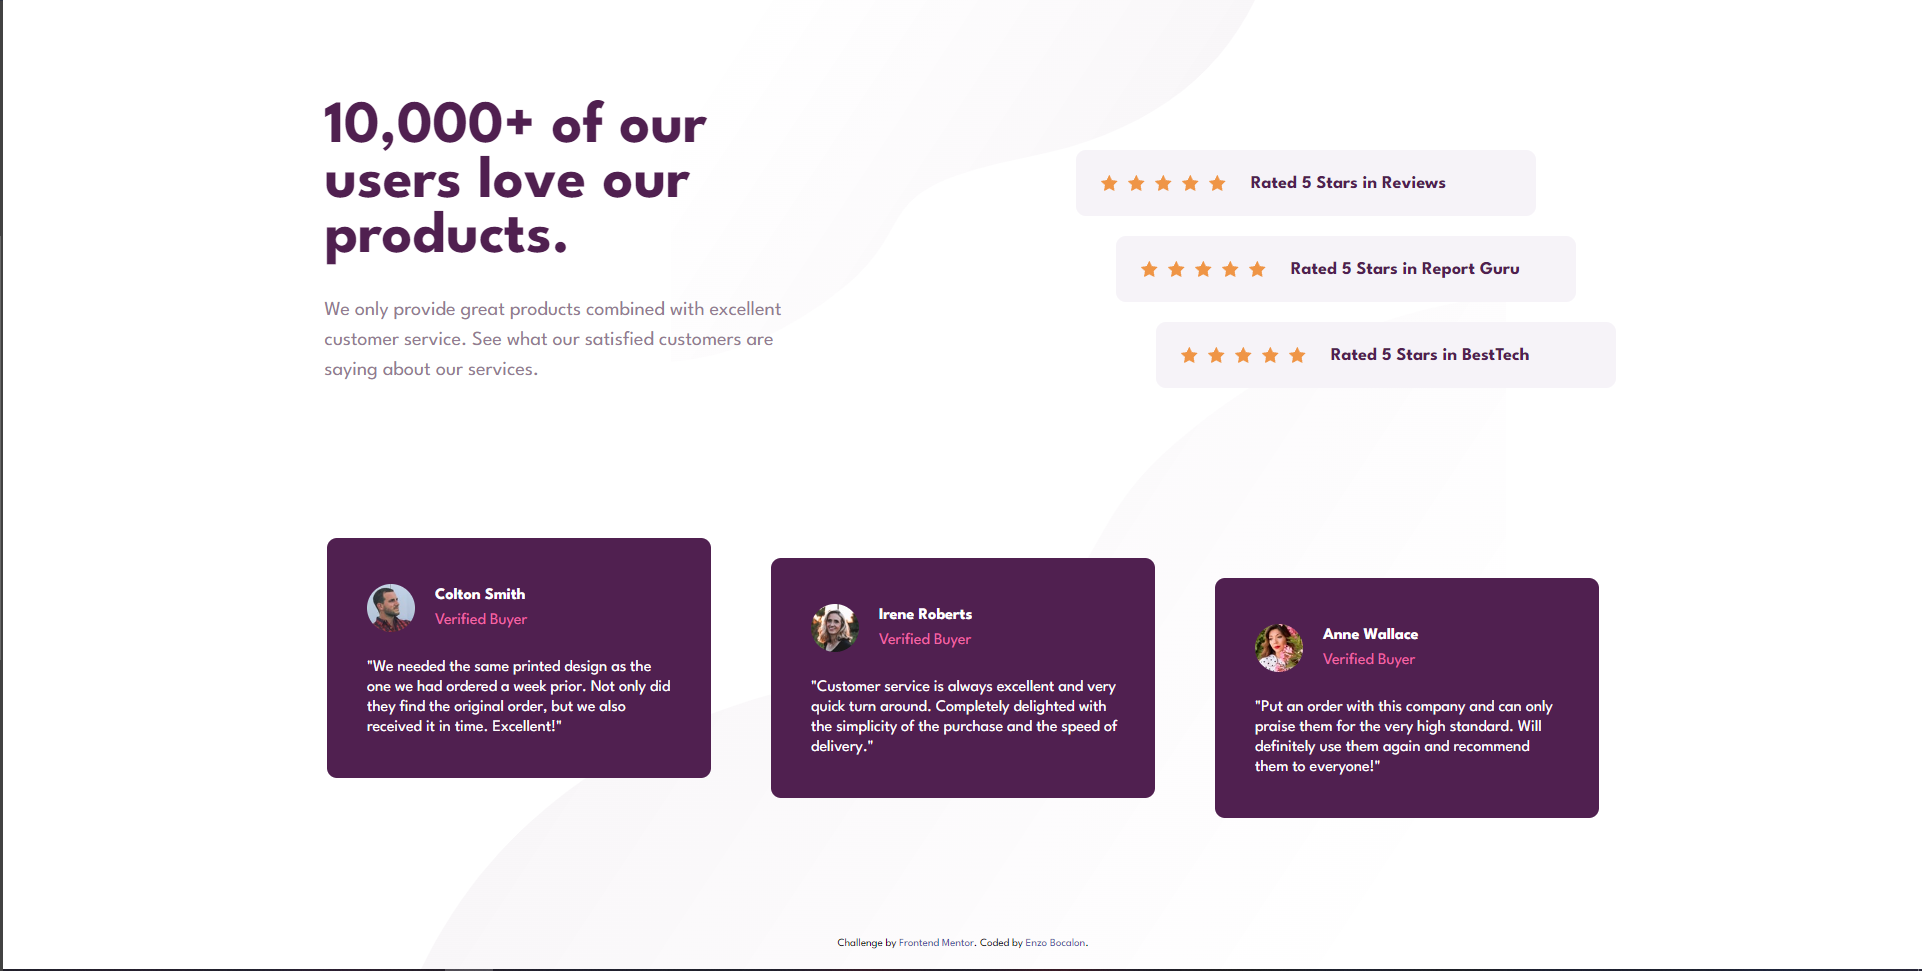 10,000+ of our
users love our
products.
We only provide great products combined with excellent
customer service. See what our satisfied customers are
saying about our services.
Rated 5 Stars in Reviews
Rated 5 Stars in Report Guru
Rated 5 Stars in BestTech
Colton Smith
Verified Buyer
"We needed the same printed design as the
one we had ordered a week prior. Not only did
they find the original order, but we also
received it in time. Excellent!"
Irene Roberts
Verified Buyer
"Customer service is always excellent and very
quick turn around. Completely delighted with
the simplicity of the purchase and the speed of
delivery."
Anne Wallace
Verified Buyer
"Put an order with this company and can only
praise them for the very high standard. Will
definitely use them again and recommend
them to everyone!"
Challenge by Frontend Mentor. Coded by Enzo Bocalon.